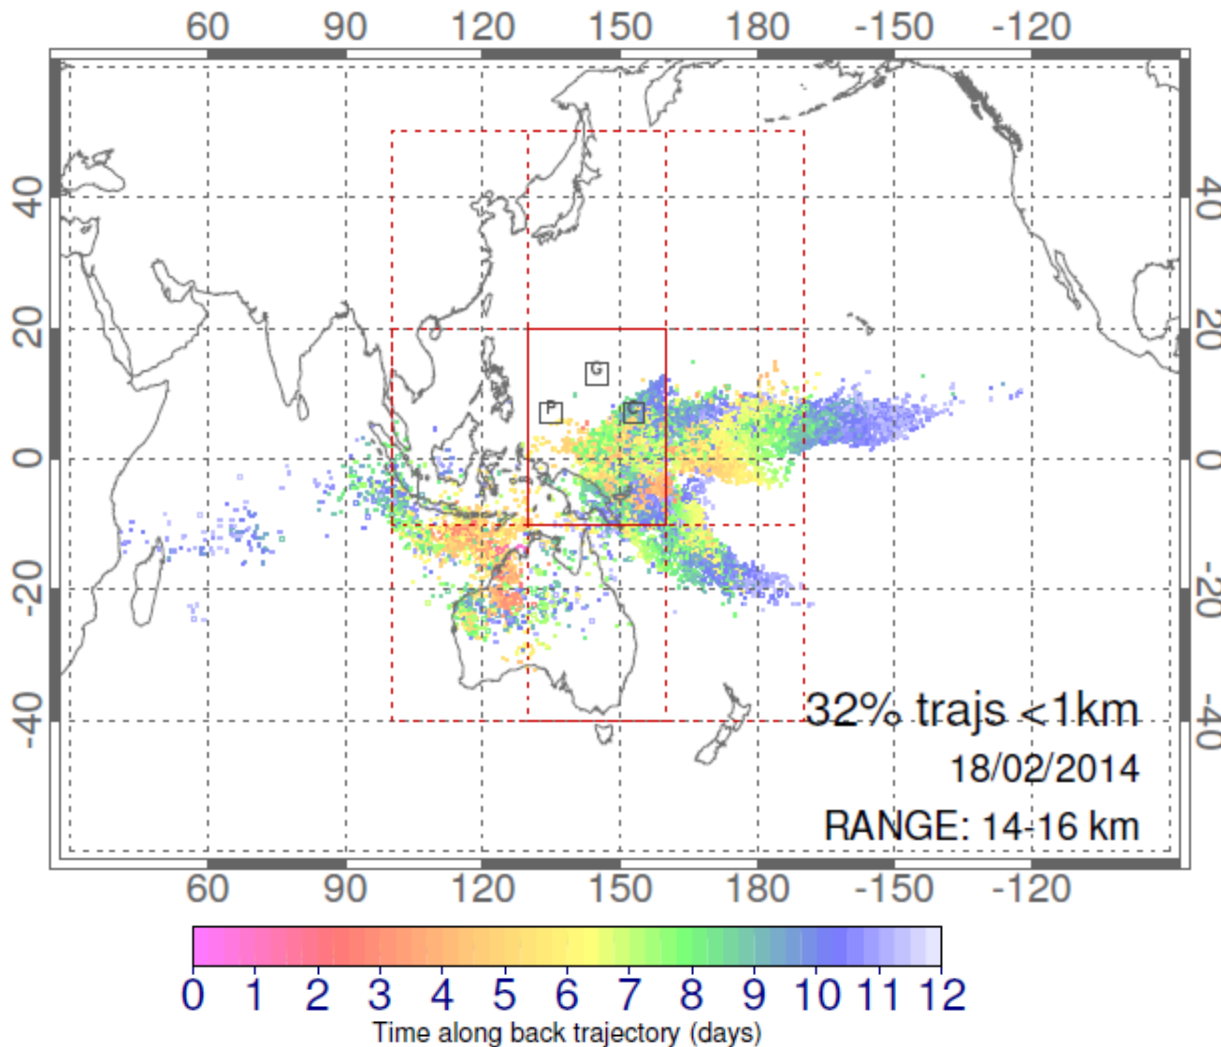 60 90 120 150 180 -150 -120
40 40
20 20
G
P C
0 0
-20 -20
-40 -40
32% trajs <1km
18/02/2014
RANGE: 14-16 km
60 90 120 150 180 -150 -120
0 1 2 3 4 5 6 7 8 9 10 11 12
Time along back trajectory (days)